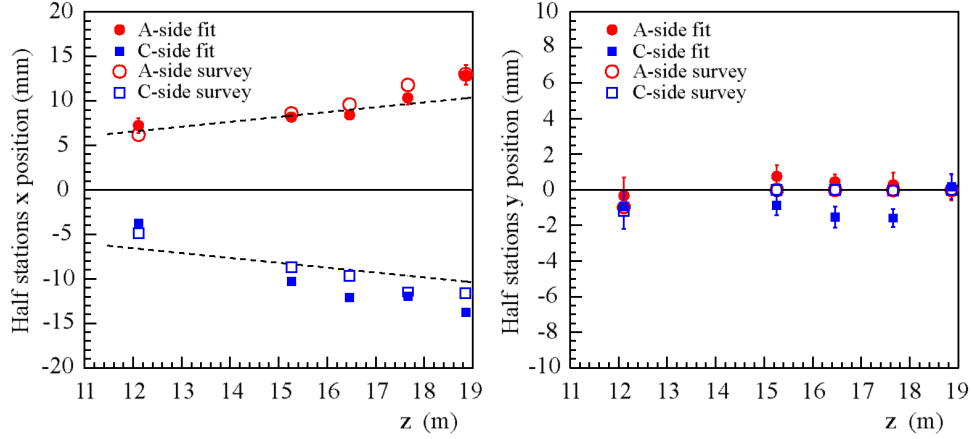 Half stations x position (mm)
20
15
10
5
0
-5
-10
-15
-20
A-side fit
C-side fit
A-side survey
C-side survey
11 12 13 14 15 16 17 18 19
z (m)
Half stations y position (mm)
10
8
6
4
2
0
-2
-4
-6
-8
-10
A-side fit
C-side fit
A-side survey
C-side survey
11 12 13 14 15 16 17 18 19
z (m)